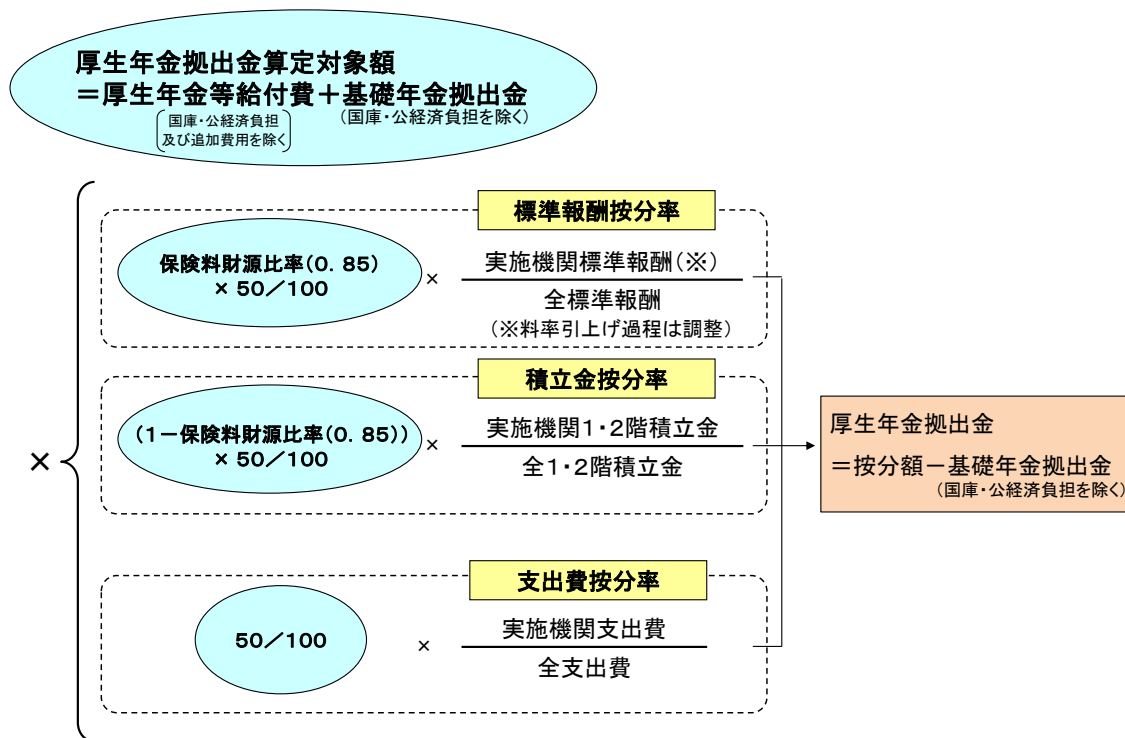 厚生年金拠出金算定対象額
=厚生年金等給付費+基礎年金拠出金
国庫・公経済負担
及び追加費用を除く
(国庫・公経済負担を除く)
×
標準報酬按分率
保険料財源比率(0.85)
× 50/100
×
実施機関標準報酬(※)
全標準報酬
(※料率引上げ過程は調整)
積立金按分率
(1-保険料財源比率(0.85))
× 50/100
×
実施機関1・2階積立金
全1・2階積立金
支出費按分率
50/100
×
実施機関支出費
全支出費
厚生年金拠出金
=按分額-基礎年金拠出金
(国庫・公経済負担を除く)